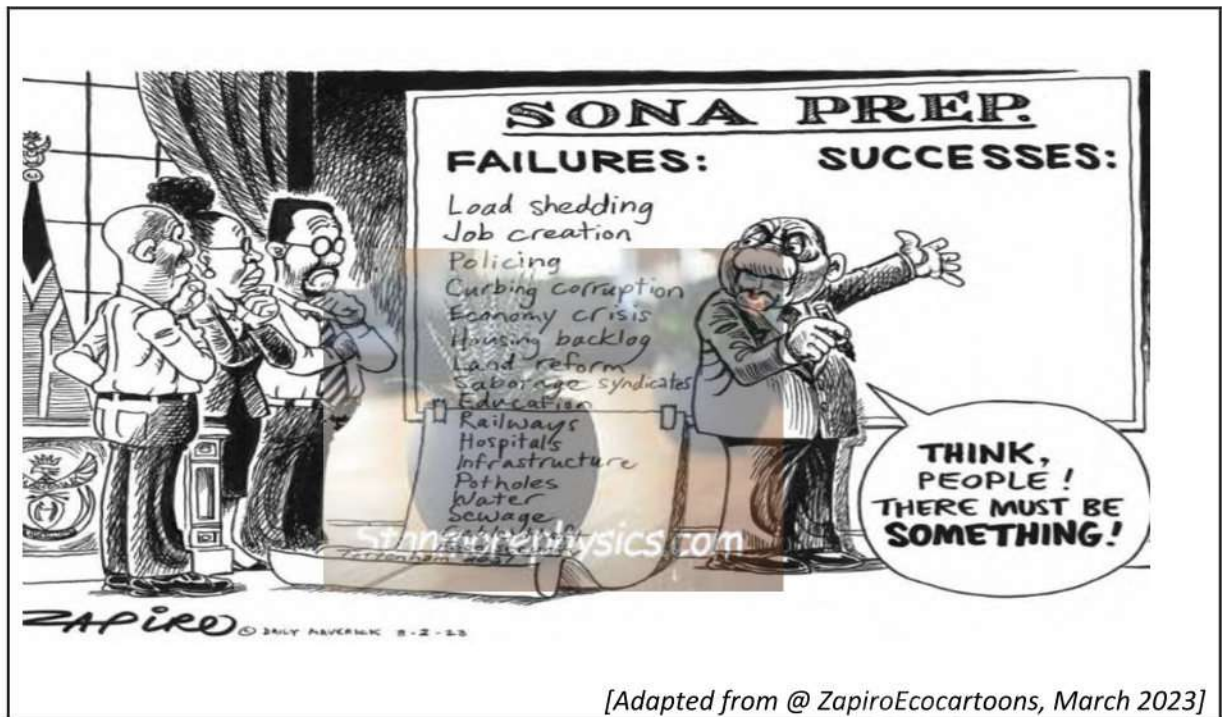 SONA PREP.
FAILURES:
SUCCESSES:
Load shedding
Job creation
Policing
Curbing corruption
Economy crisis
Housing backlog
Land reform
Sabotage syndicates
Education
Railways
Hospitals
Infrastructure
Potholes
Water
Sewage
Stanmorephysics.com
THINK,
PEOPLE!
THERE MUST BE
SOMETHING!
ZAPIRO © DAILY MAVERICK 8-2-23
[Adapted from @ ZapiroEcocartoons, March 2023]